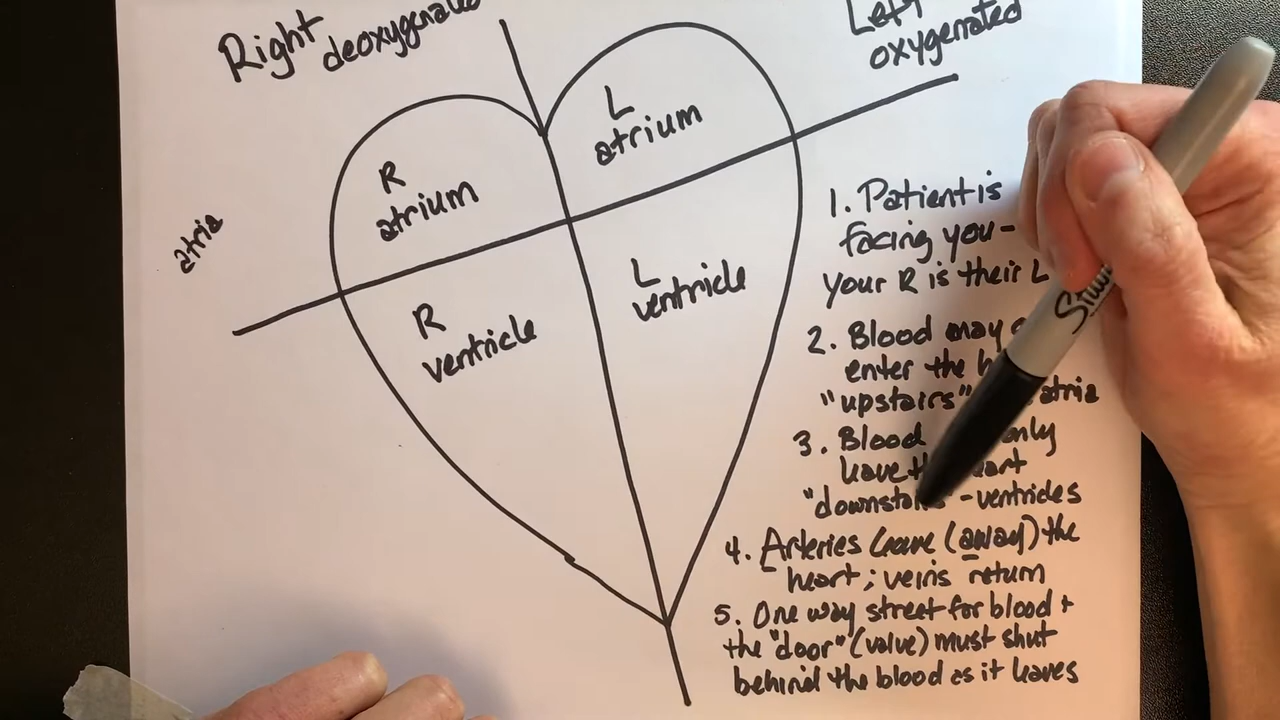 Right
deoxygenated
Left
oxygenated
L
atrium
R
atrium
atria
L
ventricle
R
ventricle
1. Patient is
facing you-
your R is their L
2. Blood may
enter the
"upstairs" atria
3. Blood only
leave the heart
"downstairs" -ventricles
4. Arteries leave (away) the
heart; veins return
5. One way street for blood +
the "door" (valve) must shut
behind the blood as it leaves